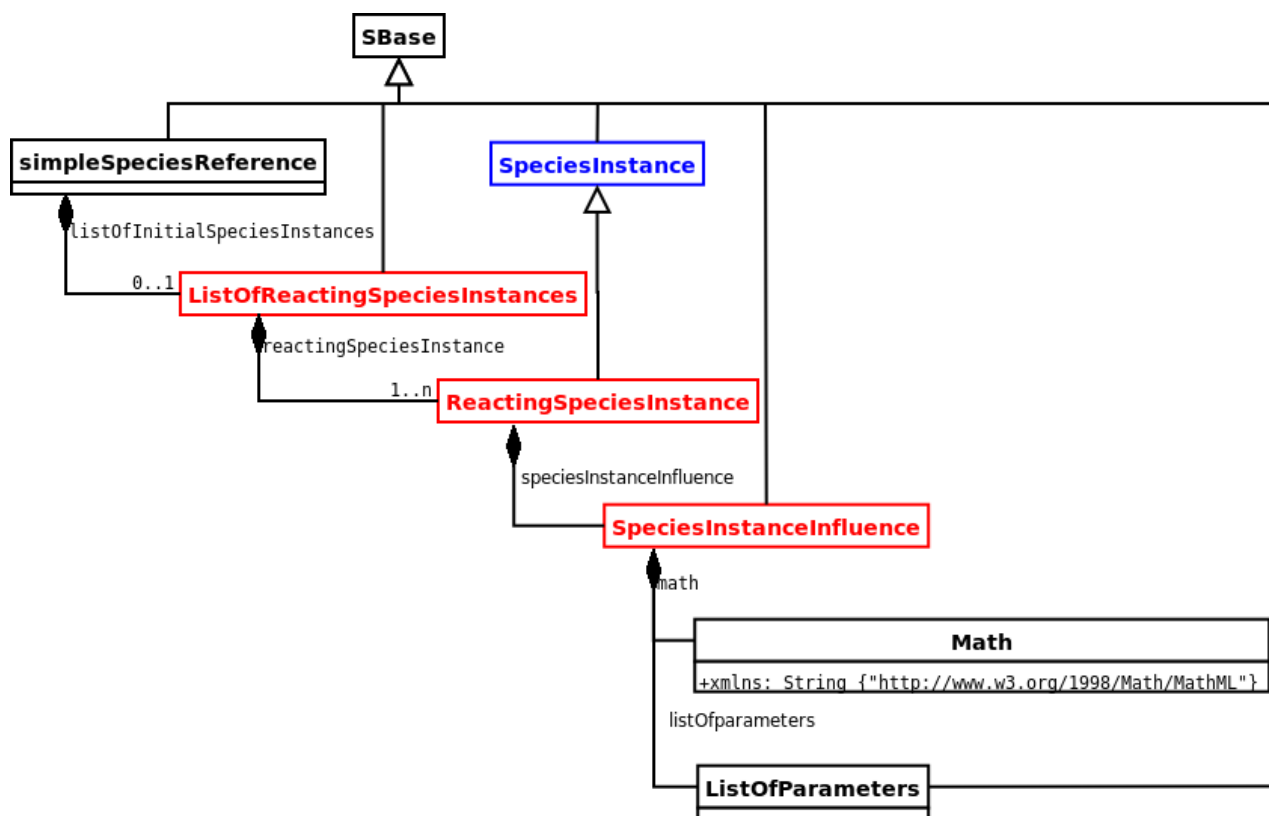 SBase
simpleSpeciesReference
SpeciesInstance
listOfInitialSpeciesInstances
0..1
ListOfReactingSpeciesInstances
reactingSpeciesInstance
1..n
ReactingSpeciesInstance
speciesInstanceInfluence
SpeciesInstanceInfluence
math
Math
+xmlns: String {"http://www.w3.org/1998/Math/MathML"}
listOfparameters
ListOfParameters